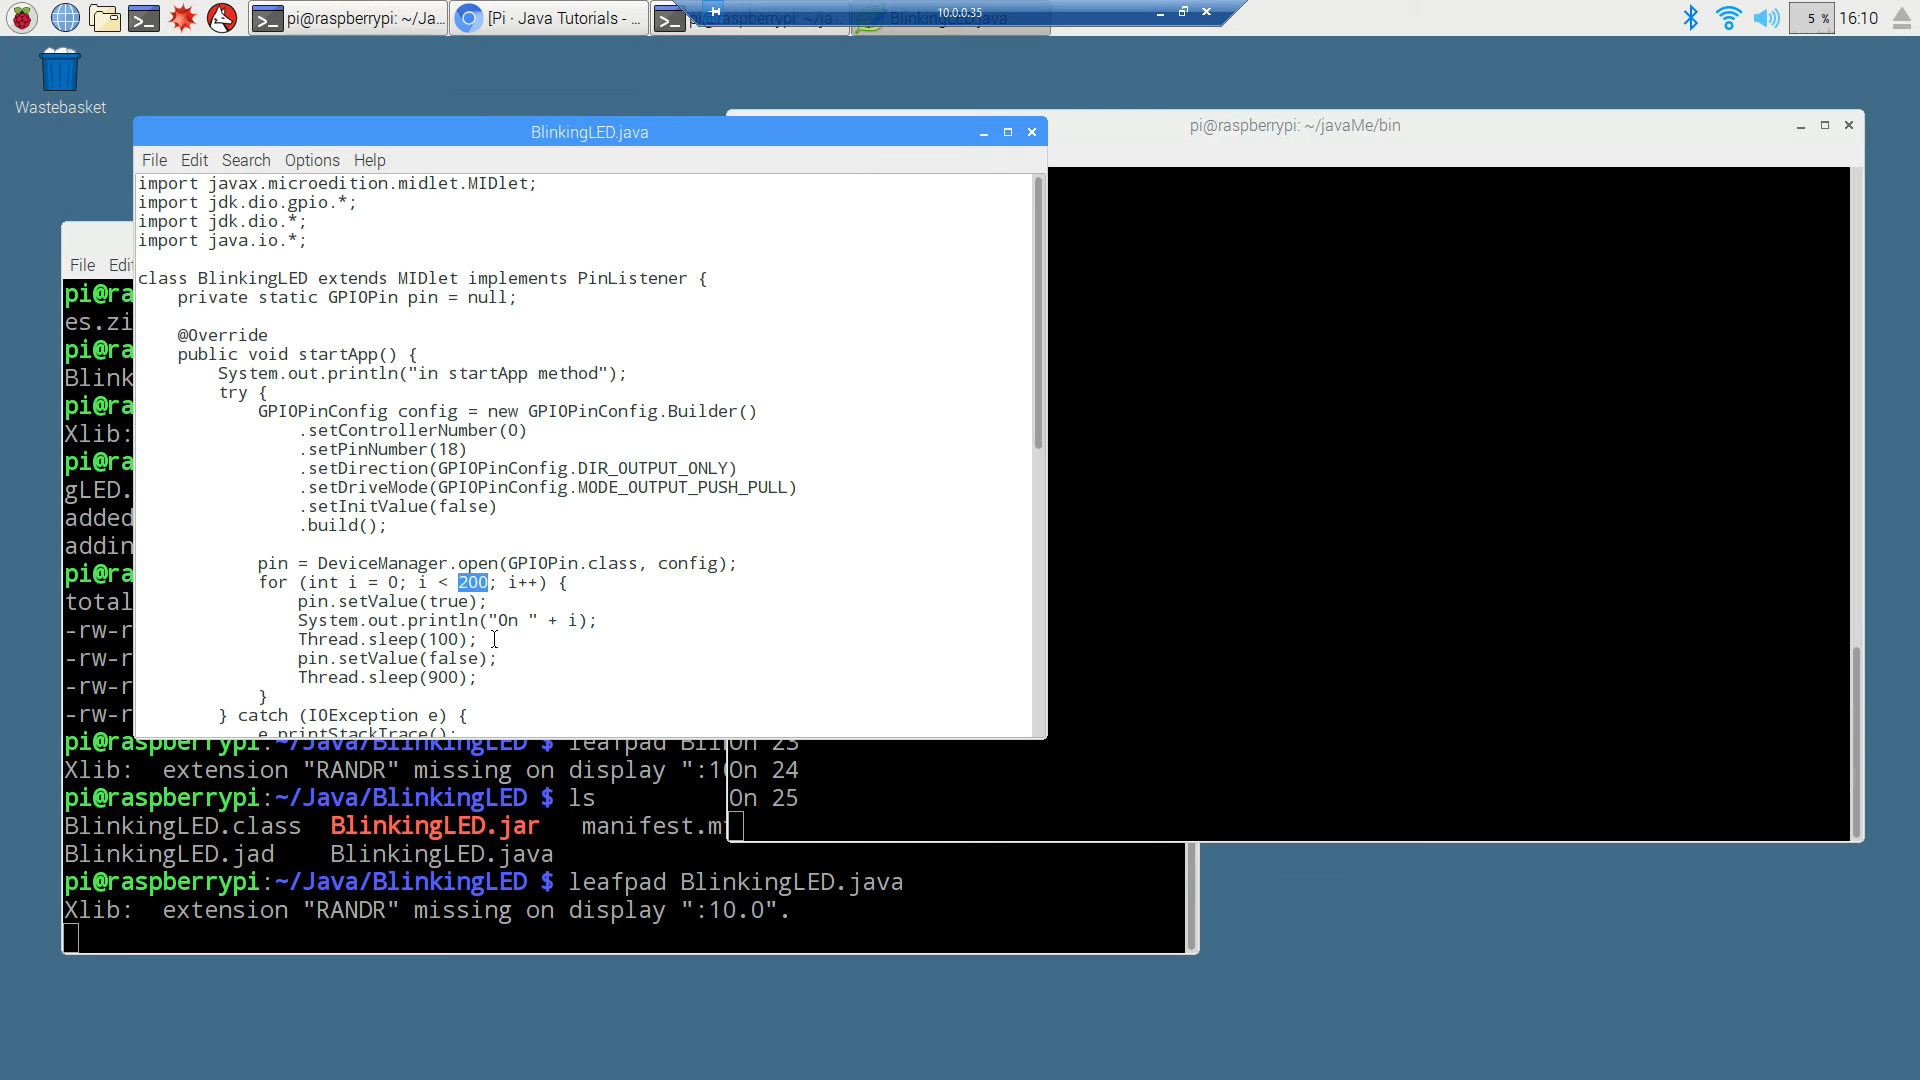 pi@raspberrypi: ~/Ja...
[Pi · Java Tutorials - ...
pi@raspberrypi: ~/ja...
BlinkingLED.java
10.0.0.35
5 %
16:10
Wastebasket
BlinkingLED.java
File Edit Search Options Help
import javax.microedition.midlet.MIDlet;
import jdk.dio.gpio.*;
import jdk.dio.*;
import java.io.*;
class BlinkingLED extends MIDlet implements PinListener {
private static GPIOPin pin = null;
@Override
public void startApp() {
System.out.println("in startApp method");
try {
GPIOPinConfig config = new GPIOPinConfig.Builder()
.setControllerNumber(0)
.setPinNumber(18)
.setDirection(GPIOPinConfig.DIR_OUTPUT_ONLY)
.setDriveMode(GPIOPinConfig.MODE_OUTPUT_PUSH_PULL)
.setInitValue(false)
.build();
pin = DeviceManager.open(GPIOPin.class, config);
for (int i = 0; i < 200; i++) {
pin.setValue(true);
System.out.println("On " + i);
Thread.sleep(100);
pin.setValue(false);
Thread.sleep(900);
}
} catch (IOException e) {
e.printStackTrace();
pi@raspberrypi: ~/javaMe/bin
On 23
On 24
On 25
File Edi
pi@ra
es.zi
pi@ra
Blink
pi@ra
Xlib:
pi@ra
gLED.
added
addin
pi@ra
total
-rw-r
-rw-r
-rw-r
-rw-r
pi@raspberrypi:~/Java/BlinkingLED $ leafpad Bli
Xlib:  extension "RANDR" missing on display ":1
pi@raspberrypi:~/Java/BlinkingLED $ ls
BlinkingLED.class  BlinkingLED.jar   manifest.m
BlinkingLED.jad    BlinkingLED.java
pi@raspberrypi:~/Java/BlinkingLED $ leafpad BlinkingLED.java
Xlib:  extension "RANDR" missing on display ":10.0".